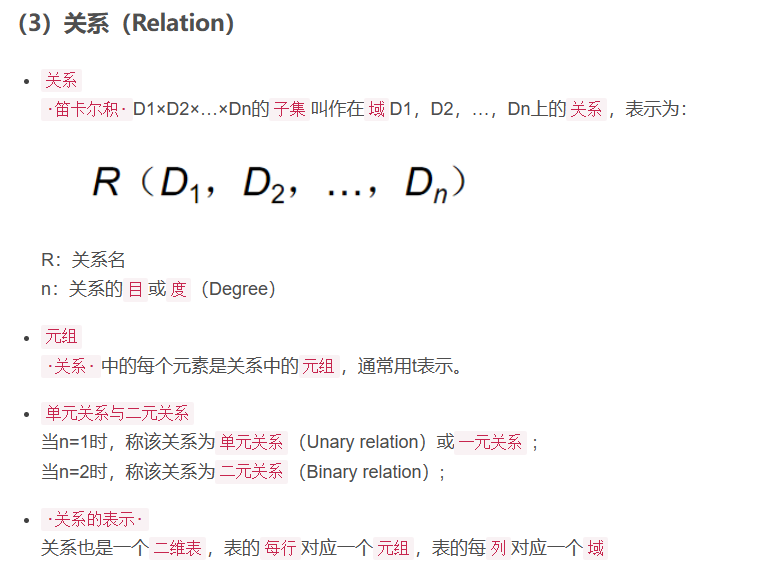 （3）关系（Relation）
关系
·笛卡尔积·D1×D2×…×Dn的 子集 叫作在 域 D1，D2，…，Dn上的 关系 ，表示为：
R（D1，D2，…，Dn）
R：关系名
n：关系的 目 或 度 （Degree）
元组
·关系· 中的每个元素是关系中的 元组 ，通常用t表示。
单元关系与二元关系
当n=1时，称该关系为 单元关系 （Unary relation）或 一元关系 ；
当n=2时，称该关系为 二元关系 （Binary relation）；
·关系的表示·
关系也是一个 二维表 ，表的 每行 对应一个 元组 ，表的每 列 对应一个 域